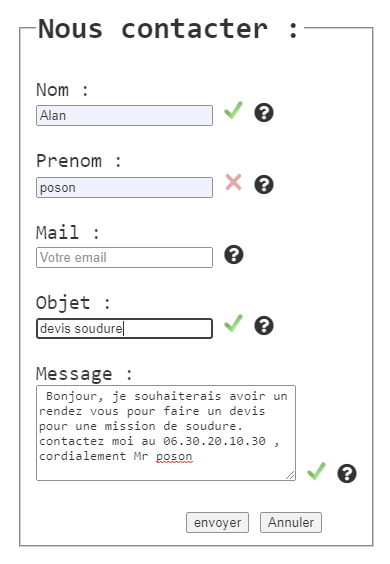 Nous contacter :
Nom :
Alan
Prenom :
poson
Mail :
Votre email
Objet :
devis soudure
Message :
Bonjour, je souhaiterais avoir un
rendez vous pour faire un devis
pour une mission de soudure.
contactez moi au 06.30.20.10.30 ,
cordialement Mr poson
envoyer Annuler